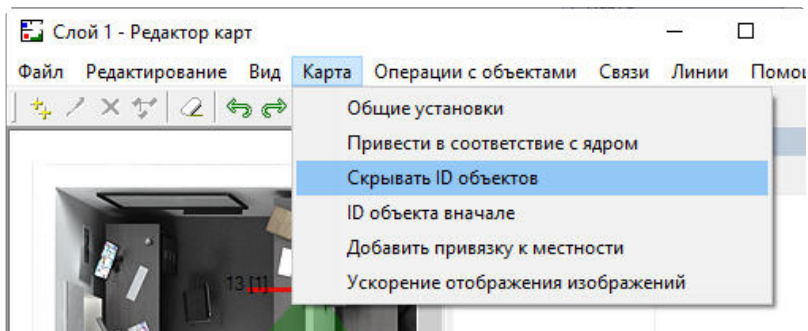 Слой 1 - Редактор карт
Файл Редактирование Вид Карта Операции с объектами Связи Линии
Общие установки
Привести в соответствие с ядром
Скрывать ID объектов
ID объекта вначале
Добавить привязку к местности
Ускорение отображения изображений
13 [1]